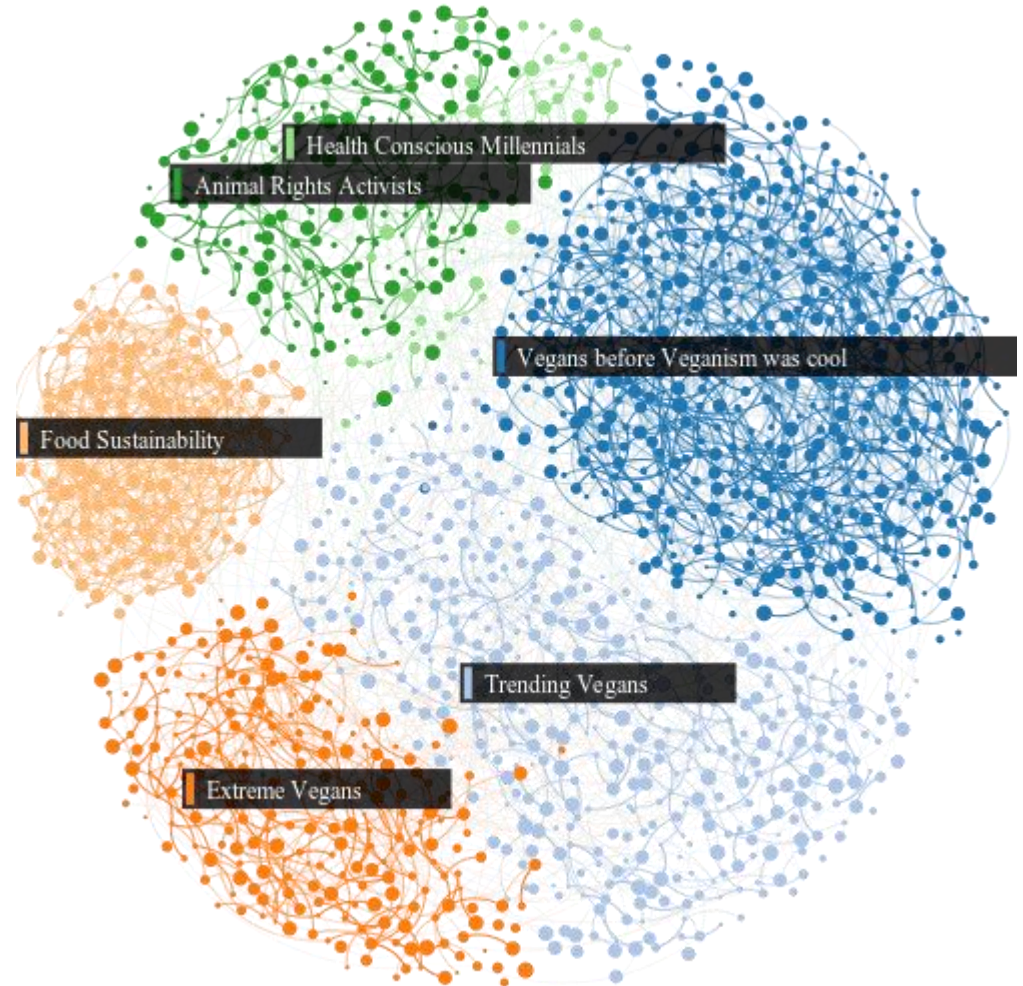 Health Conscious Millennials
Animal Rights Activists
Vegans before Veganism was cool
Food Sustainability
Trending Vegans
Extreme Vegans